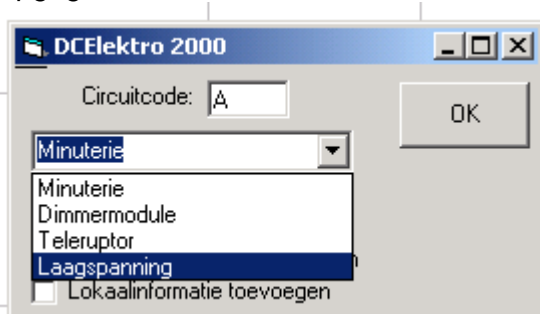 DCElektro 2000
Circuitcode: A
OK
Minuterie
Minuterie
Dimmermodule
Teleruptor
Laagspanning
Lokaalinformatie toevoegen